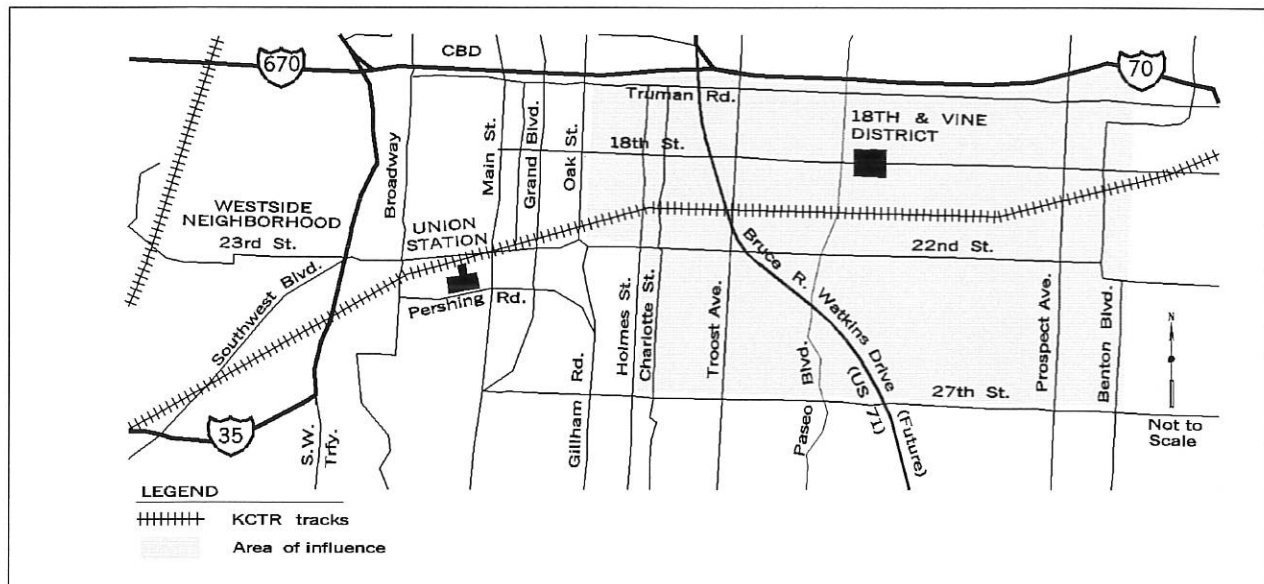 CBD
670
70
Truman Rd.
18TH & VINE
DISTRICT
18th St.
Broadway
Main St.
Grand Blvd.
Oak St.
WESTSIDE
NEIGHBORHOOD
23rd St.
UNION
STATION
22nd St.
Southwest Blvd.
Pershing Rd.
Bruce R. Watkins Drive (Future)
(US 71)
Holmes St.
Charlotte St.
Troost Ave.
Paseo Blvd.
Prospect Ave.
Benton Blvd.
Gillham Rd.
27th St.
N
Not to
Scale
35
S.W.
Trfy.
LEGEND
KCTR tracks
Area of influence